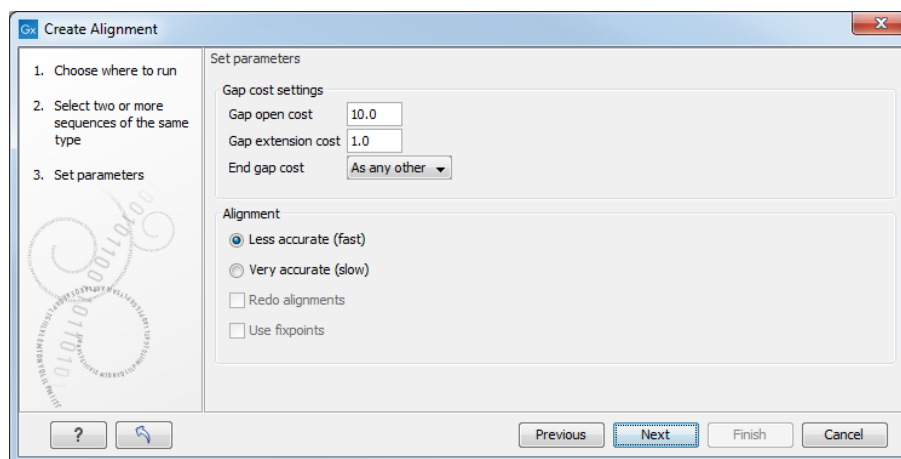 Gx Create Alignment
1. Choose where to run
2. Select two or more
sequences of the same
type
3. Set parameters
Set parameters
Gap cost settings
Gap open cost 10.0
Gap extension cost 1.0
End gap cost As any other
Alignment
Less accurate (fast)
Very accurate (slow)
Redo alignments
Use fixpoints
? Previous Next Finish Cancel